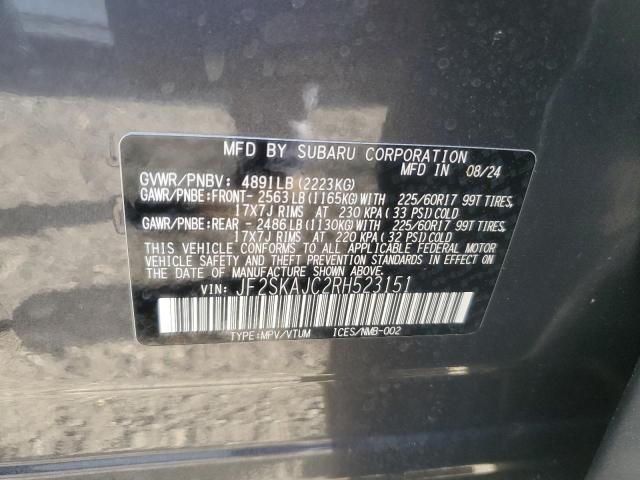 MFD BY SUBARU CORPORATION
GVWR/PNBV: 4891LB(2223KG) MFD IN 08/24
GAWR/PNBE:FRONT- 2563LB(1165KG)WITH 225/60R17 99T TIRES,
17X7J RIMS AT 230 KPA(33 PSI)COLD
GAWR/PNBE:REAR - 2486LB(1130KG)WITH 225/60R17 99T TIRES,
17X7J RIMS AT 220 KPA(32 PSI)COLD
THIS VEHICLE CONFORMS TO ALL APPLICABLE FEDERAL MOTOR
VEHICLE SAFETY AND THEFT PREVENTION STANDARDS IN EFFECT
ON THE DATE OF MANUFACTURE SHOWN ABOVE.
VIN: JF2SKAJC2RH523151
TYPE:MPV/VTUM ICES/NMB-002